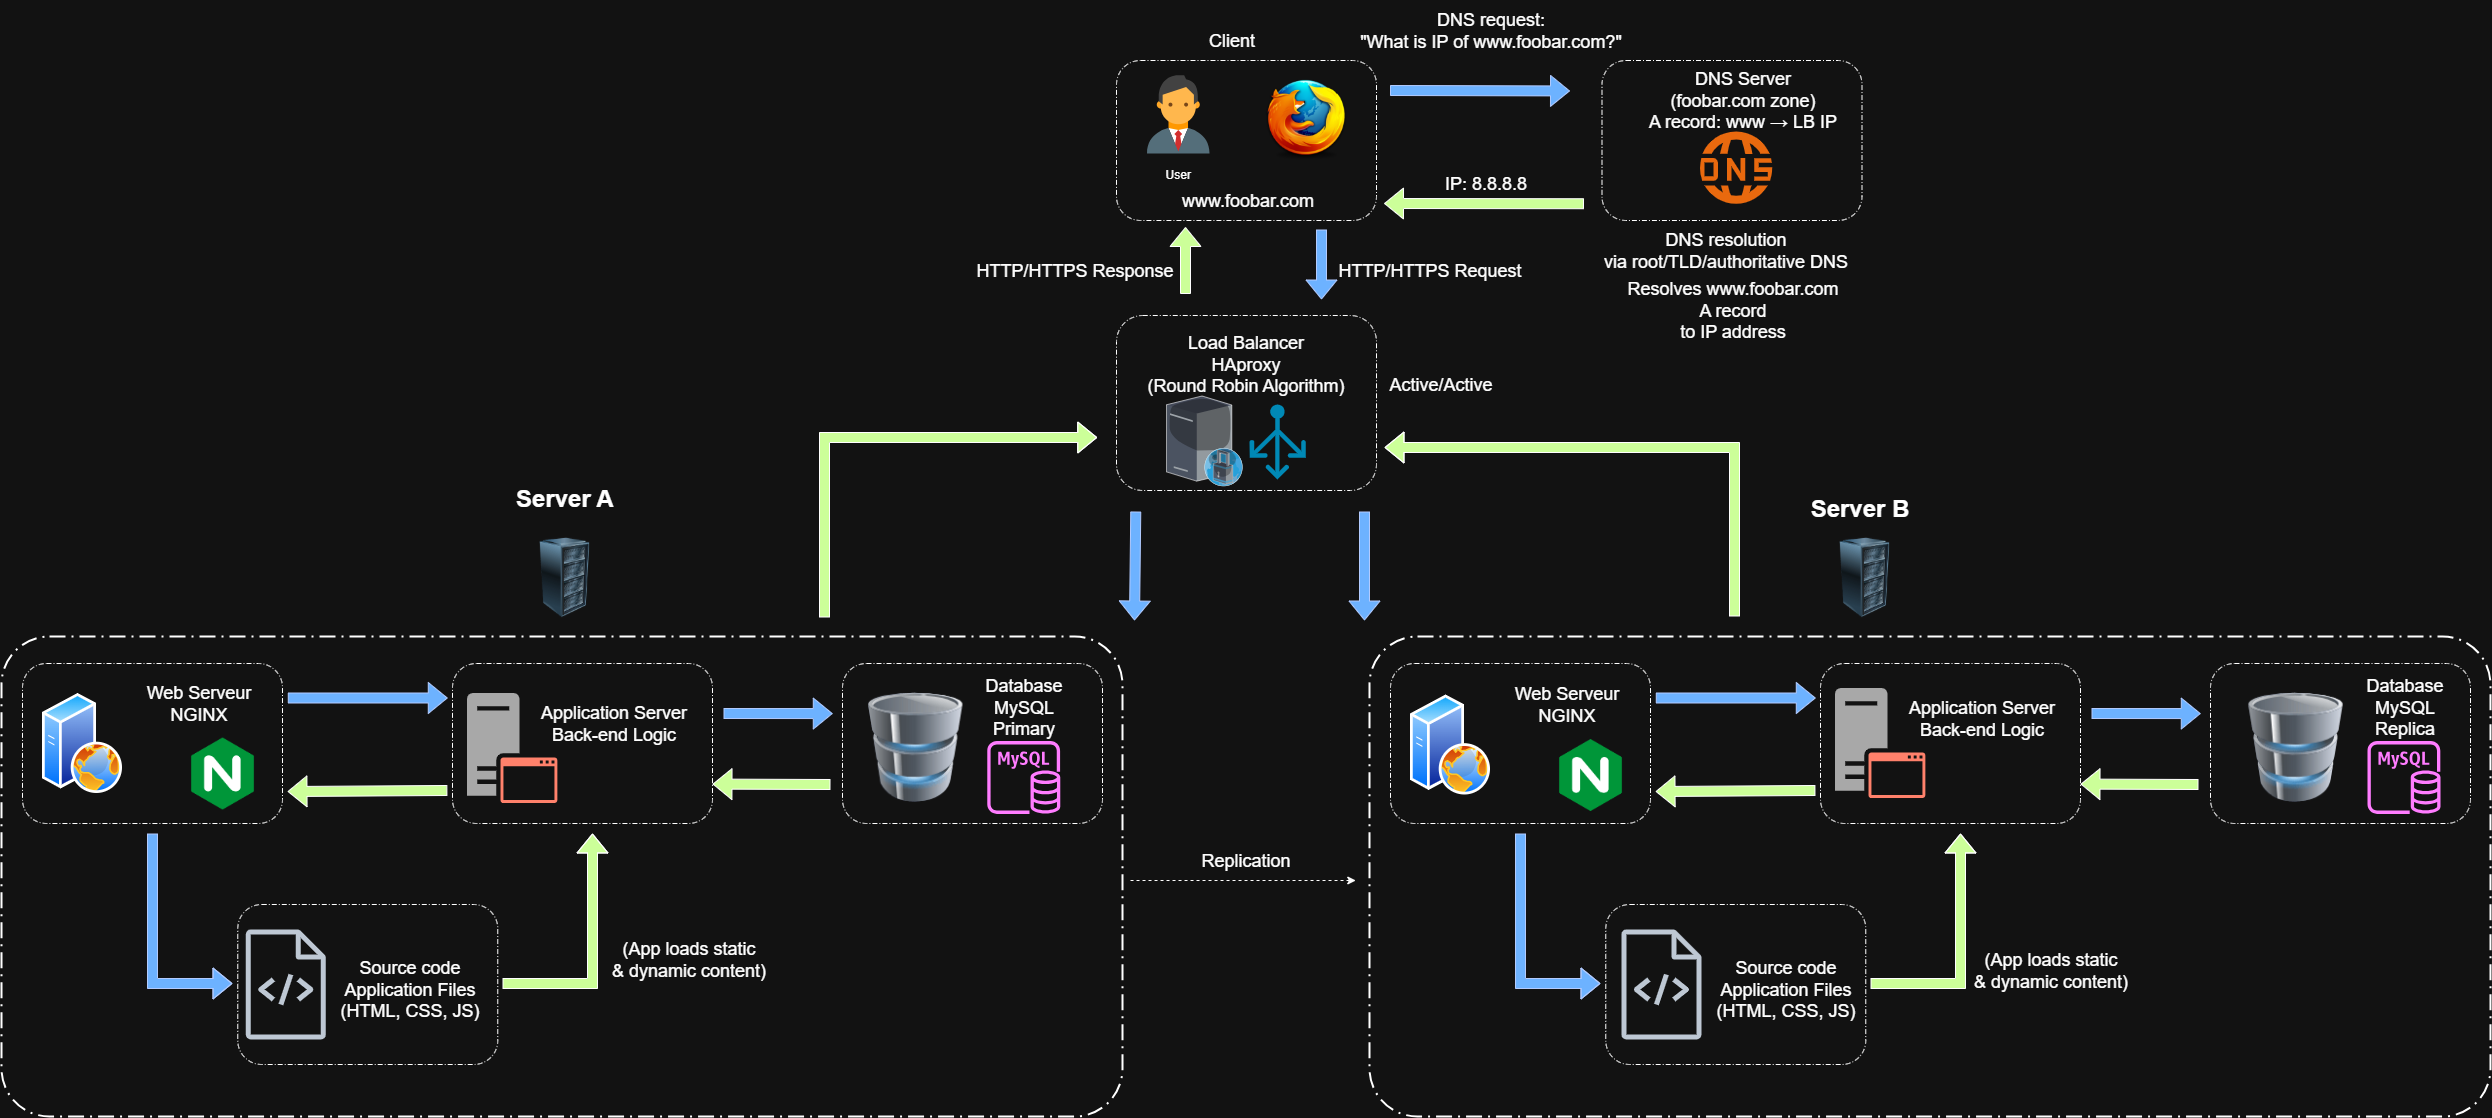 DNS request:
"What is IP of www.foobar.com?"
Client
User
www.foobar.com
DNS Server
(foobar.com zone)
A record: www → LB IP
DNS
IP: 8.8.8.8
HTTP/HTTPS Response
HTTP/HTTPS Request
DNS resolution
via root/TLD/authoritative DNS
Resolves www.foobar.com
A record
to IP address
Load Balancer
HAproxy
(Round Robin Algorithm)
Active/Active
Server A
Server B
Web Serveur
NGINX
N
Application Server
Back-end Logic
Database
MySQL
Primary
MySQL
Source code
Application Files
(HTML, CSS, JS)
(App loads static
& dynamic content)
Replication
Web Serveur
NGINX
N
Application Server
Back-end Logic
Database
MySQL
Replica
MySQL
Source code
Application Files
(HTML, CSS, JS)
(App loads static
& dynamic content)